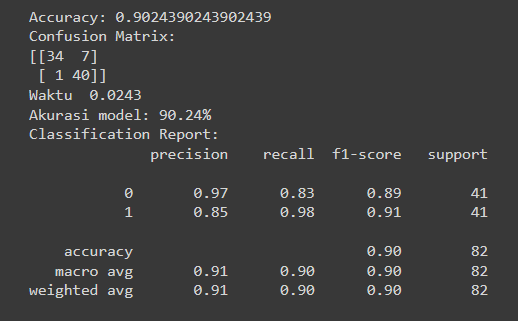 Accuracy: 0.9024390243902439
Confusion Matrix:
[[34  7]
 [ 1 40]]
Waktu  0.0243
Akurasi model: 90.24%
Classification Report:
              precision    recall  f1-score   support

           0       0.97      0.83      0.89        41
           1       0.85      0.98      0.91        41

    accuracy                           0.90        82
   macro avg       0.91      0.90      0.90        82
weighted avg       0.91      0.90      0.90        82